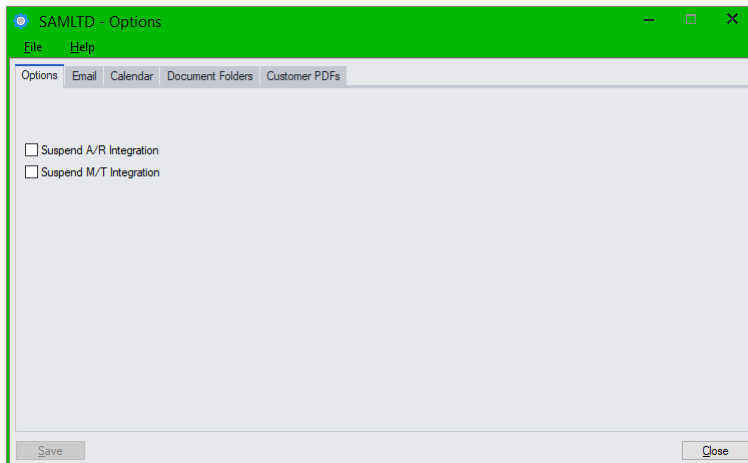 SAMLTD - Options
File Help
Options Email Calendar Document Folders Customer PDFs
Suspend A/R Integration
Suspend M/T Integration
Save Close